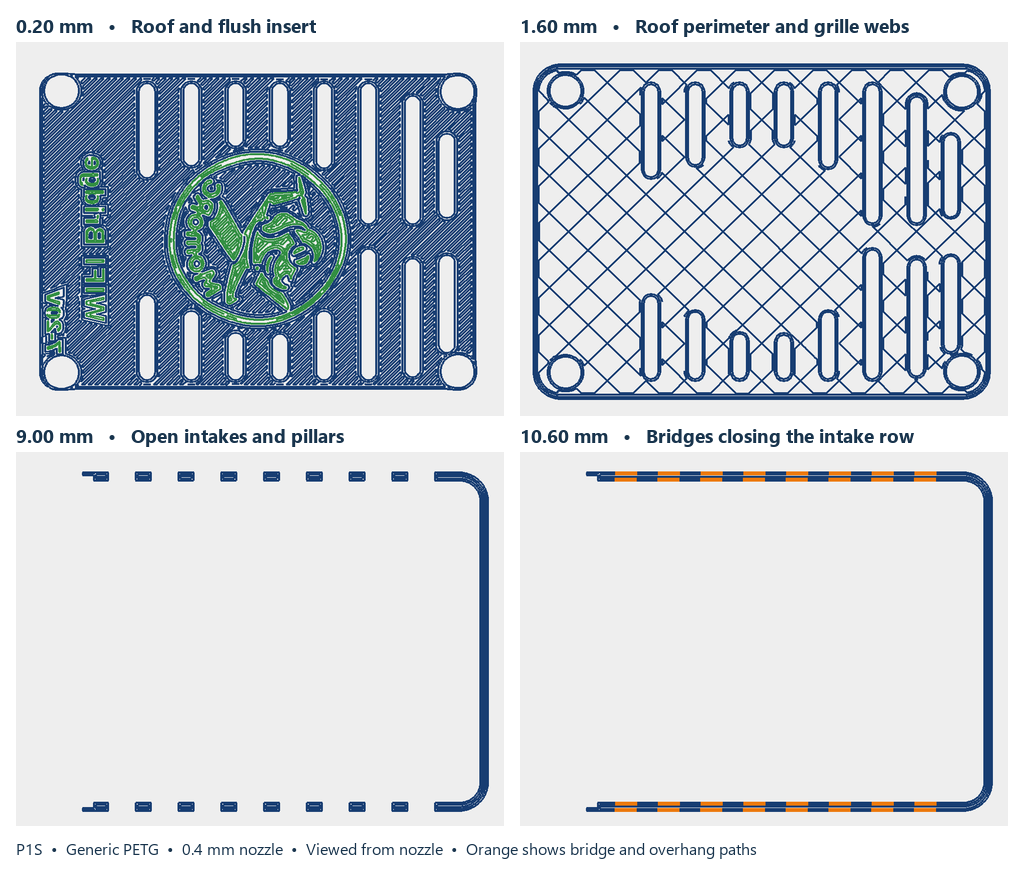 0.20 mm • Roof and flush insert
WiFi Bridge
1.60 mm • Roof perimeter and grille webs
9.00 mm • Open intakes and pillars
10.60 mm • Bridges closing the intake row
P1S • Generic PETG • 0.4 mm nozzle • Viewed from nozzle • Orange shows bridge and overhang paths